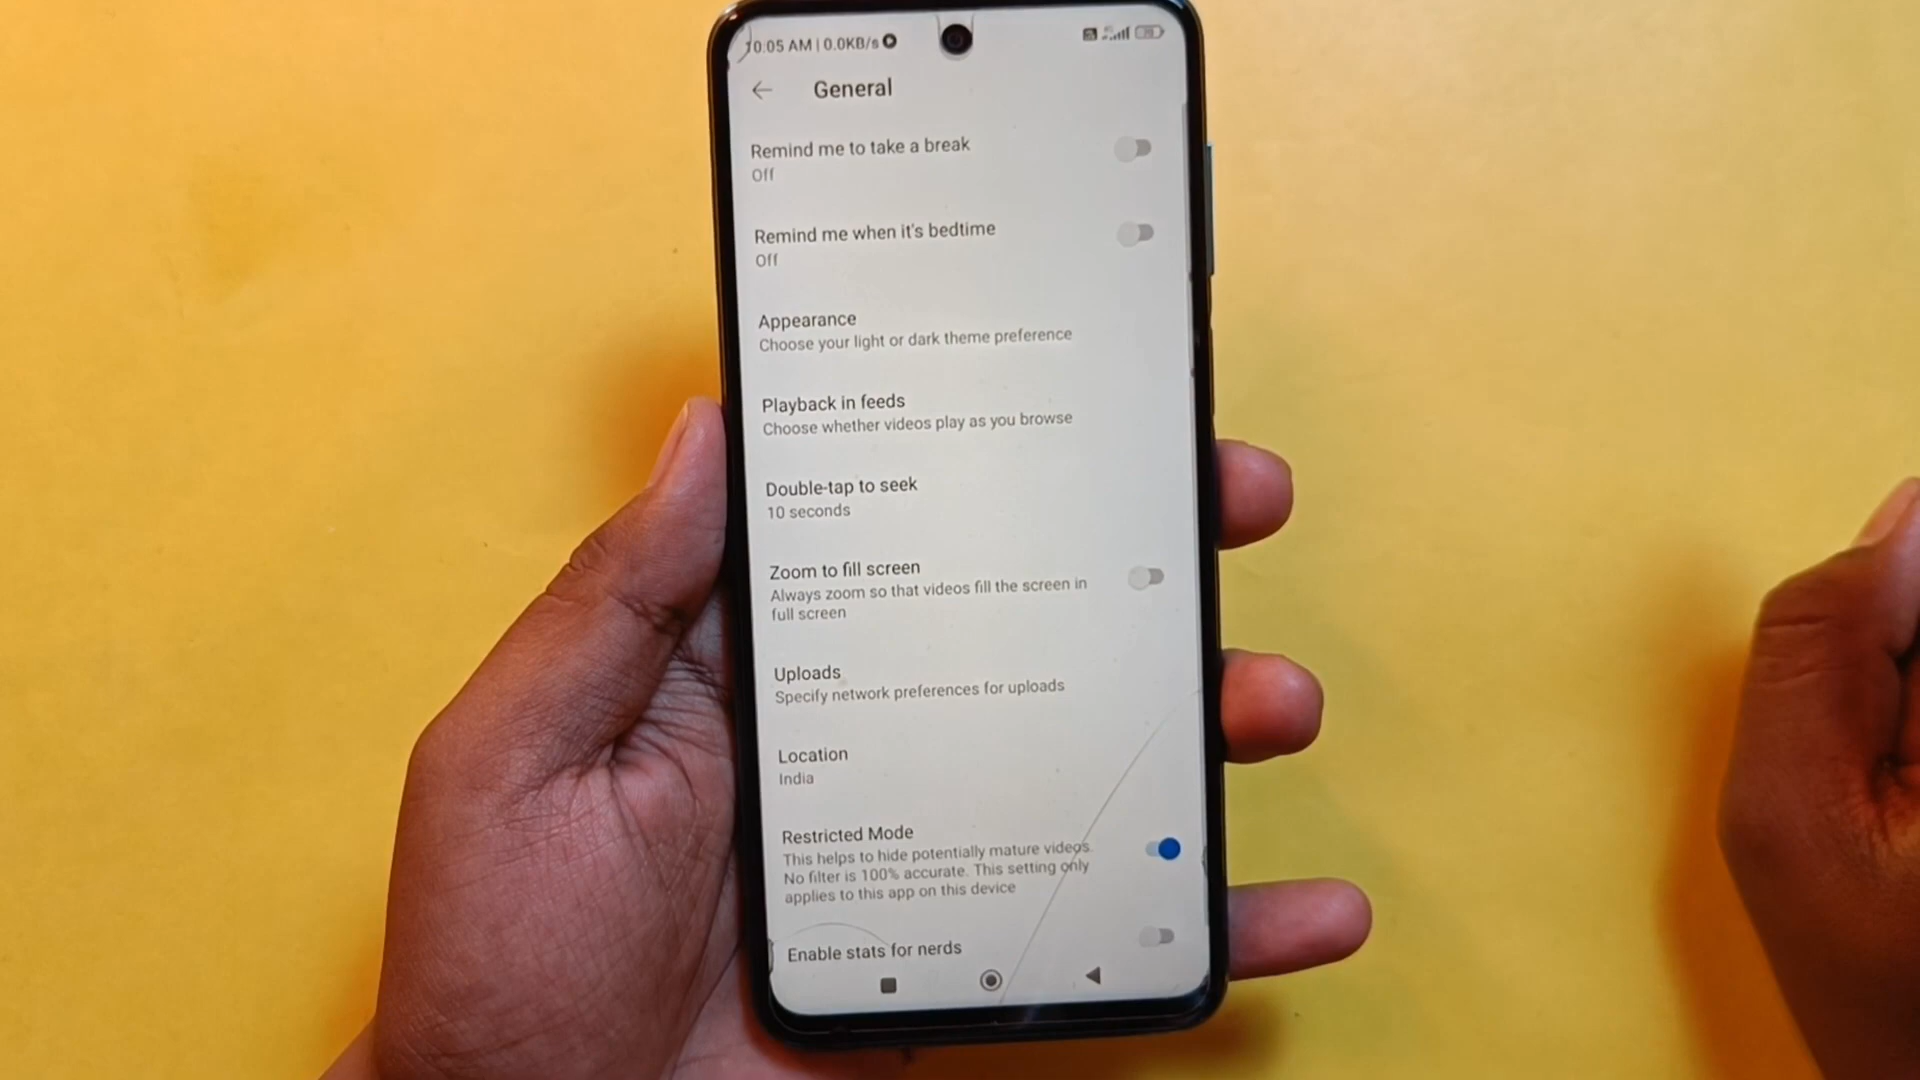 10:05 AM | 0.0KB/s
General
Remind me to take a break
Off
Remind me when it's bedtime
Off
Appearance
Choose your light or dark theme preference
Playback in feeds
Choose whether videos play as you browse
Double-tap to seek
10 seconds
Zoom to fill screen
Always zoom so that videos fill the screen in
full screen
Uploads
Specify network preferences for uploads
Location
India
Restricted Mode
This helps to hide potentially mature videos.
No filter is 100% accurate. This setting only
applies to this app on this device
Enable stats for nerds